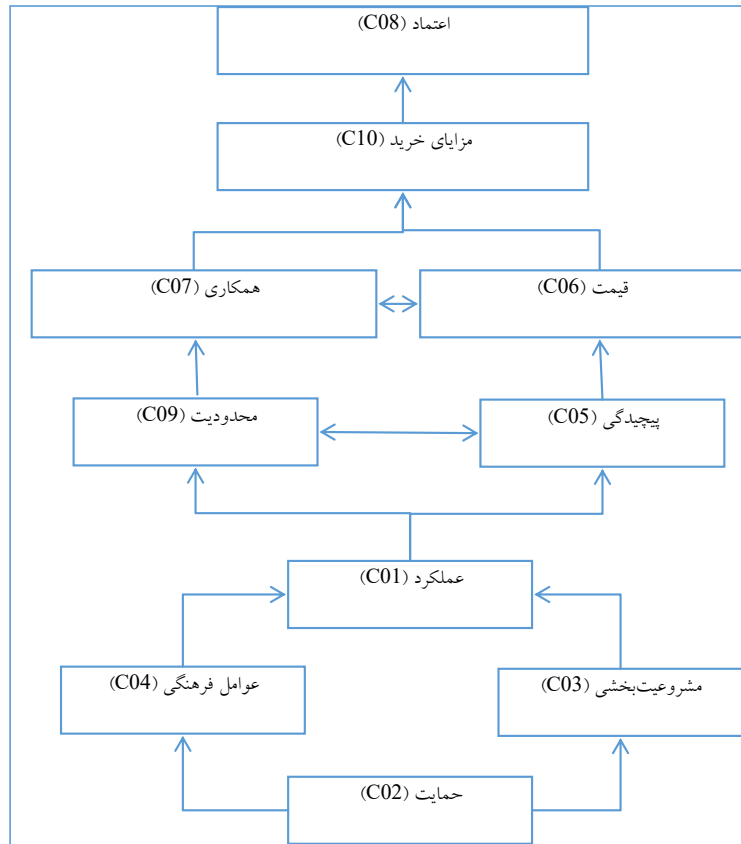 اعتماد (C08)
مزایای خرید (C10)
همکاری (C07)
قیمت (C06)
محدودیت (C09)
پیچیدگی (C05)
عملکرد (C01)
عوامل فرهنگی (C04)
مشروعیت‌بخشی (C03)
حمایت (C02)